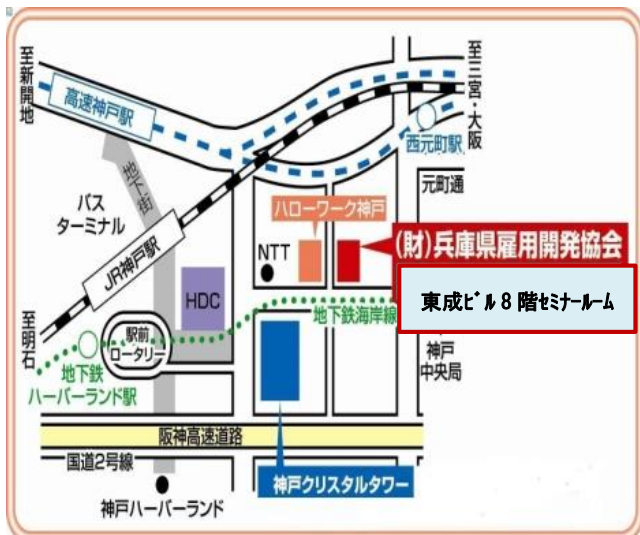 至新開地
高速神戸駅
至三宮・大阪
西元町駅
元町通
地下街
バス
ターミナル
JR神戸駅
ハローワーク神戸
NTT
(財)兵庫県雇用開発協会
東成ビル8階セミナールーム
HDC
地下鉄海岸線
至明石
駅前
ロータリー
地下鉄
ハーバーランド駅
神戸
中央局
阪神高速道路
国道2号線
神戸クリスタルタワー
神戸ハーバーランド